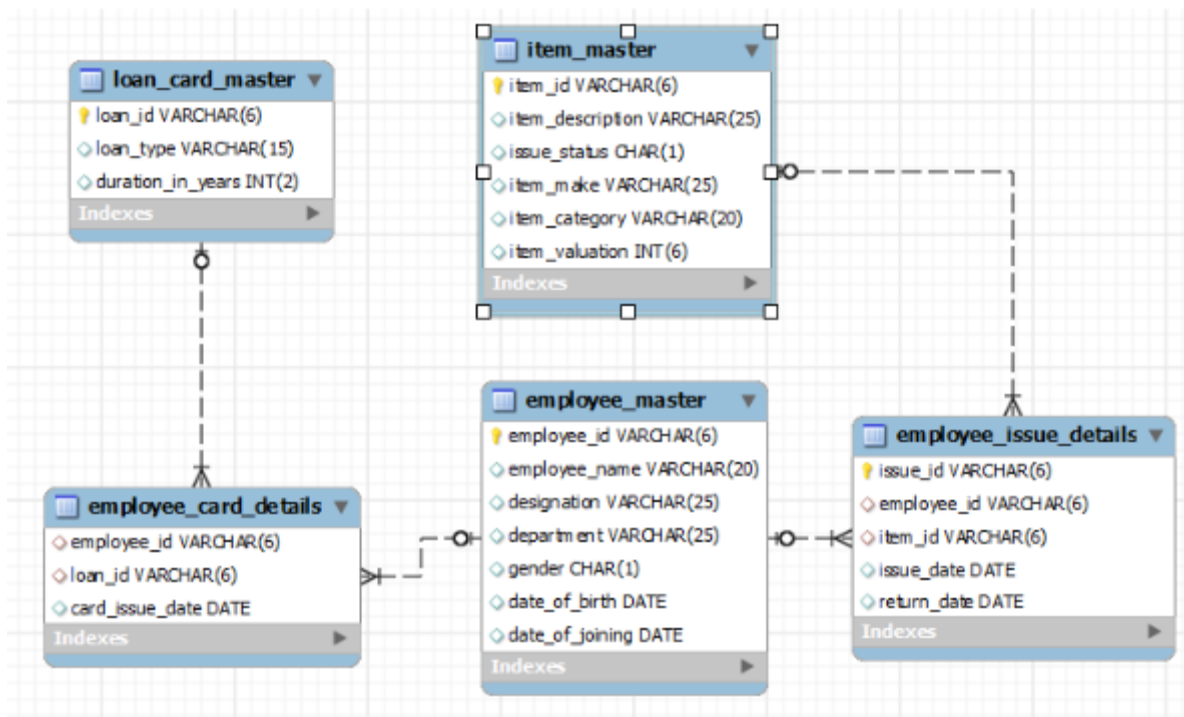 loan_card_master
loan_id VARCHAR(6)
loan_type VARCHAR(15)
duration_in_years INT(2)
Indexes
item_master
item_id VARCHAR(6)
item_description VARCHAR(25)
issue_status CHAR(1)
item_make VARCHAR(25)
item_category VARCHAR(20)
item_valuation INT(6)
Indexes
employee_card_details
employee_id VARCHAR(6)
loan_id VARCHAR(6)
card_issue_date DATE
Indexes
employee_master
employee_id VARCHAR(6)
employee_name VARCHAR(20)
designation VARCHAR(25)
department VARCHAR(25)
gender CHAR(1)
date_of_birth DATE
date_of_joining DATE
Indexes
employee_issue_details
issue_id VARCHAR(6)
employee_id VARCHAR(6)
item_id VARCHAR(6)
issue_date DATE
return_date DATE
Indexes